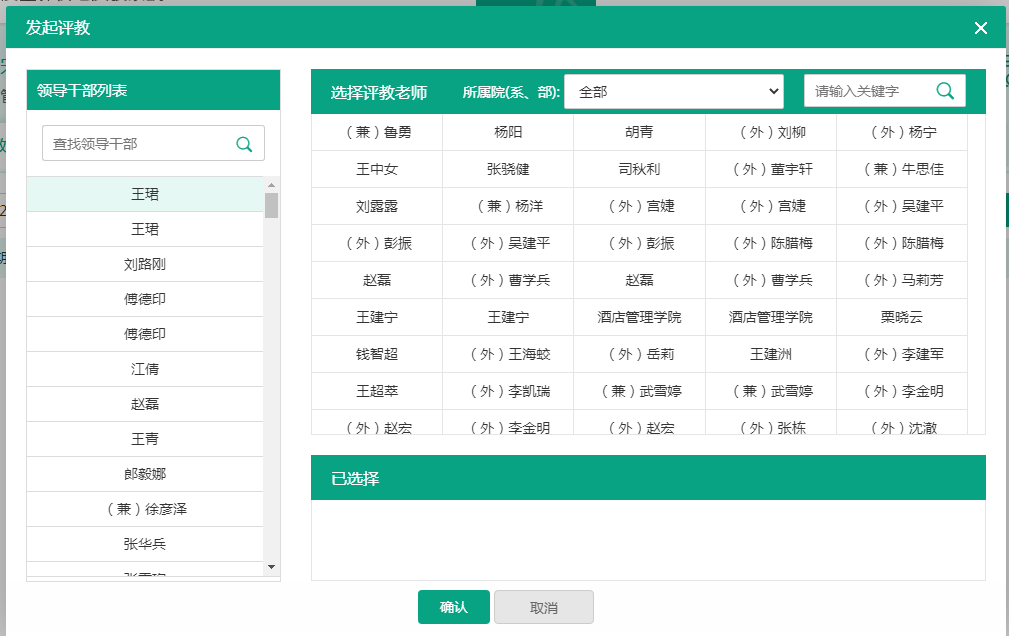 发起评教
领导干部列表
查找领导干部
王珺
王珺
刘路刚
傅德印
傅德印
江倩
赵磊
王青
郎毅娜
（兼）徐彦泽
张华兵
选择评教老师 所属院(系、部): 全部 请输入关键字
（兼）鲁勇 杨阳 胡青 （外）刘柳 （外）杨宁
王中女 张骁健 司秋利 （外）董宇轩 （兼）牛思佳
刘露露 （兼）杨洋 （外）宫婕 （外）宫婕 （外）吴建平
（外）彭振 （外）吴建平 （外）彭振 （外）陈腊梅 （外）陈腊梅
赵磊 （外）曹学兵 赵磊 （外）曹学兵 （外）马莉芳
王建宁 王建宁 酒店管理学院 酒店管理学院 栗晓云
钱智超 （外）王海蛟 （外）岳莉 王建洲 （外）李建军
王超萃 （外）李凯瑞 （兼）武雪婷 （兼）武雪婷 （外）李金明
（外）赵宏 （外）李金明 （外）赵宏 （外）张栋 （外）沈澈
已选择
确认 取消